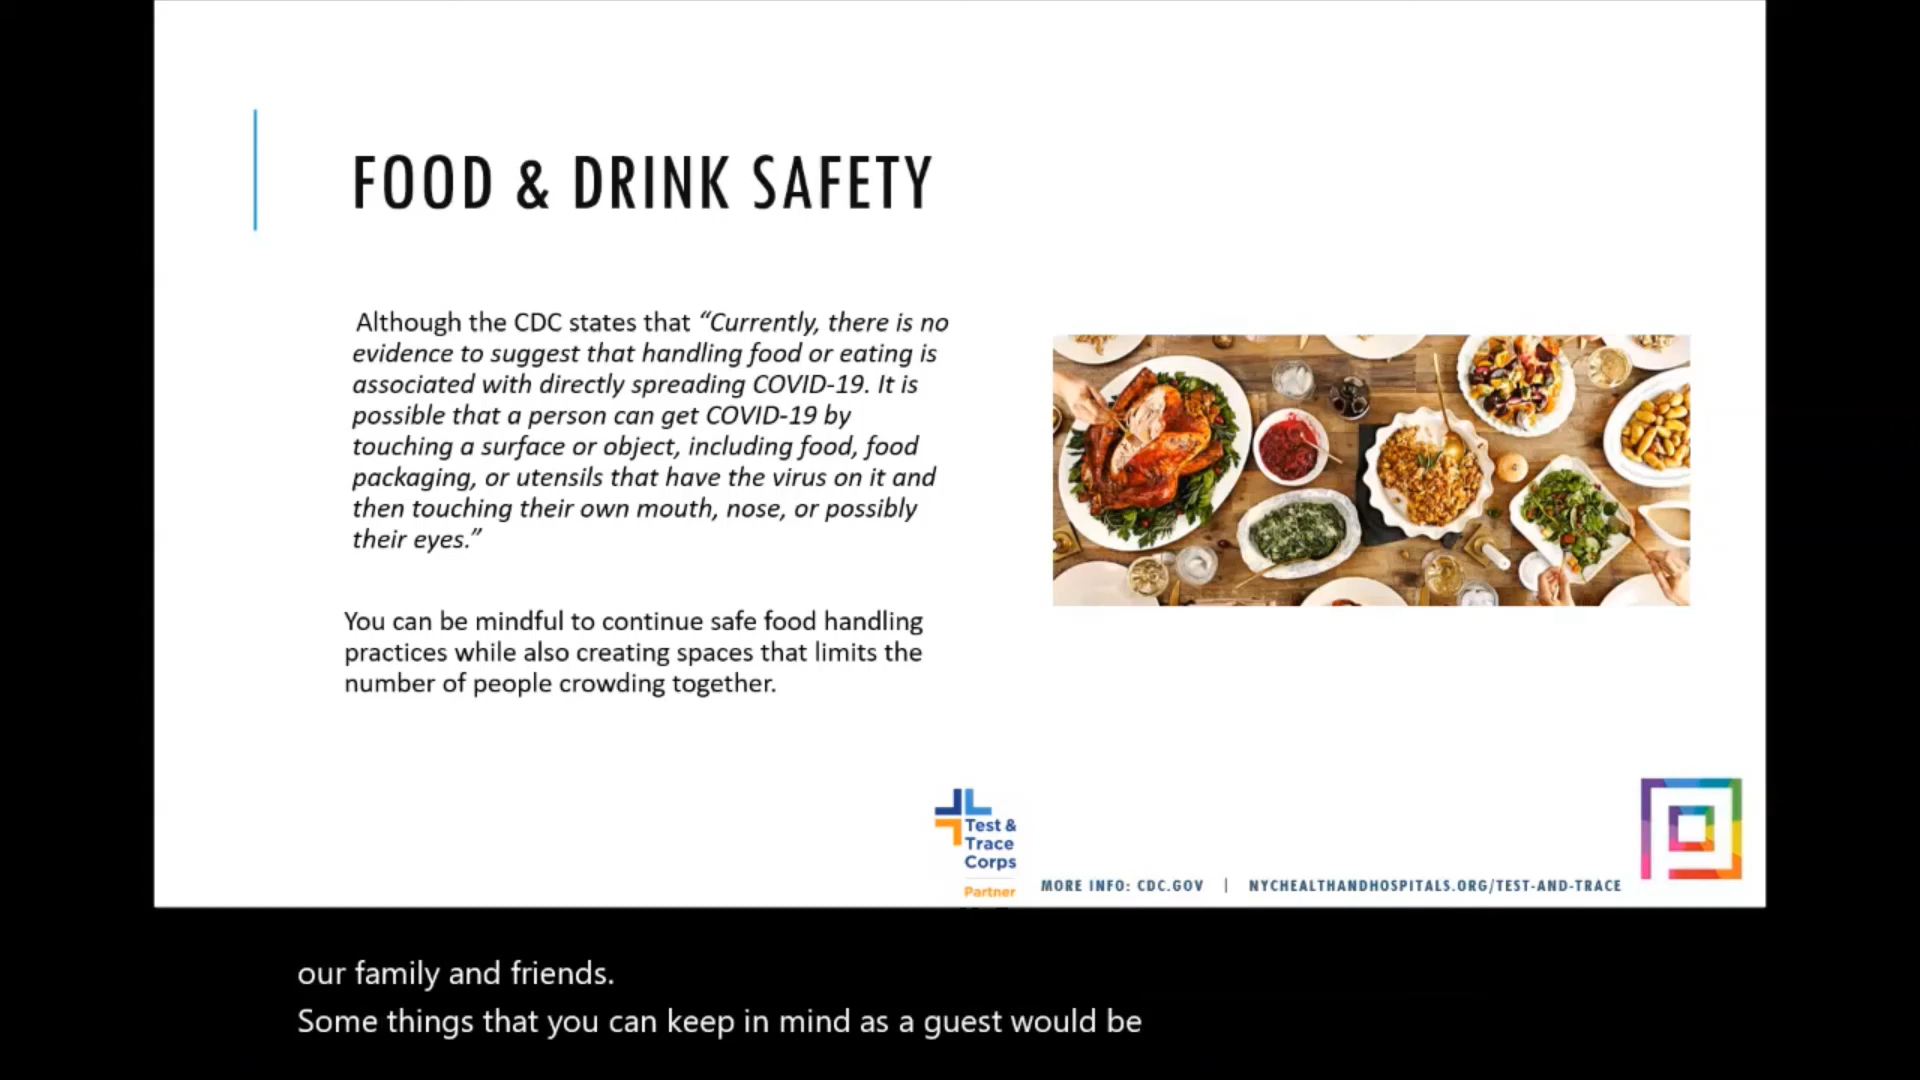 FOOD & DRINK SAFETY
Although the CDC states that “Currently, there is no
evidence to suggest that handling food or eating is
associated with directly spreading COVID-19. It is
possible that a person can get COVID-19 by
touching a surface or object, including food, food
packaging, or utensils that have the virus on it and
then touching their own mouth, nose, or possibly
their eyes.”
You can be mindful to continue safe food handling
practices while also creating spaces that limits the
number of people crowding together.
Test &
Trace
Corps
Partner
MORE INFO: CDC.GOV | NYCHEALTHANDHOSPITALS.ORG/TEST-AND-TRACE
our family and friends.
Some things that you can keep in mind as a guest would be